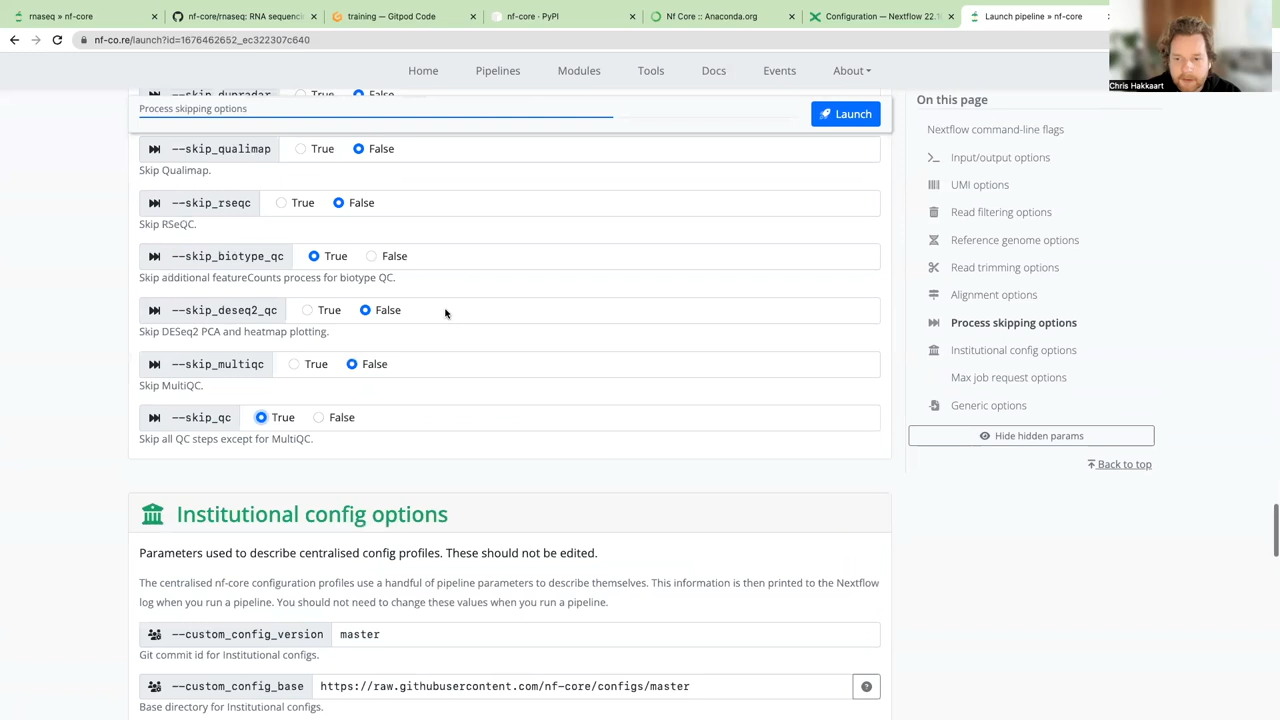 rnaseq » nf-core
nf-core/rnaseq: RNA sequenci
training — Gitpod Code
nf-core · PyPI
Nf Core :: Anaconda.org
Configuration — Nextflow 22.1
Launch pipeline » nf-core
nf-co.re/launch?id=1676462652_ec322307c640
Home Pipelines Modules Tools Docs Events About
Chris Hakkaart
--skip_dupradar True False
Process skipping options
Launch
--skip_qualimap True False
Skip Qualimap.
--skip_rseqc True False
Skip RSeQC.
--skip_biotype_qc True False
Skip additional featureCounts process for biotype QC.
--skip_deseq2_qc True False
Skip DESeq2 PCA and heatmap plotting.
--skip_multiqc True False
Skip MultiQC.
--skip_qc True False
Skip all QC steps except for MultiQC.
Institutional config options
Parameters used to describe centralised config profiles. These should not be edited.
The centralised nf-core configuration profiles use a handful of pipeline parameters to describe themselves. This information is then printed to the Nextflow
log when you run a pipeline. You should not need to change these values when you run a pipeline.
--custom_config_version master
Git commit id for Institutional configs.
--custom_config_base https://raw.githubusercontent.com/nf-core/configs/master
Base directory for Institutional configs.
On this page
Nextflow command-line flags
Input/output options
UMI options
Read filtering options
Reference genome options
Read trimming options
Alignment options
Process skipping options
Institutional config options
Max job request options
Generic options
Hide hidden params
Back to top